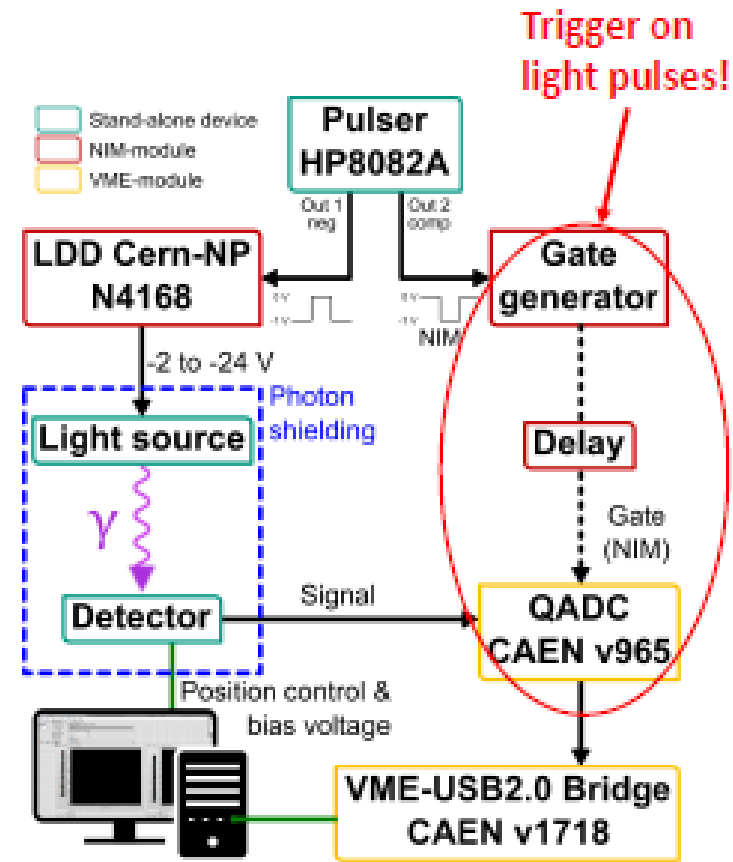 Trigger on
light pulses!
Stand-alone device
NIM-module
VME-module
Pulser
HP8082A
Out 1
neg
Out 2
comp
LDD Cern-NP
N4168
Gate
generator
0 V
-1 V
0 V
-1 V
NIM
-2 to -24 V
Photon
shielding
Light source
Delay
γ
Gate
(NIM)
Detector
Signal
QADC
CAEN v965
Position control &
bias voltage
VME-USB2.0 Bridge
CAEN v1718